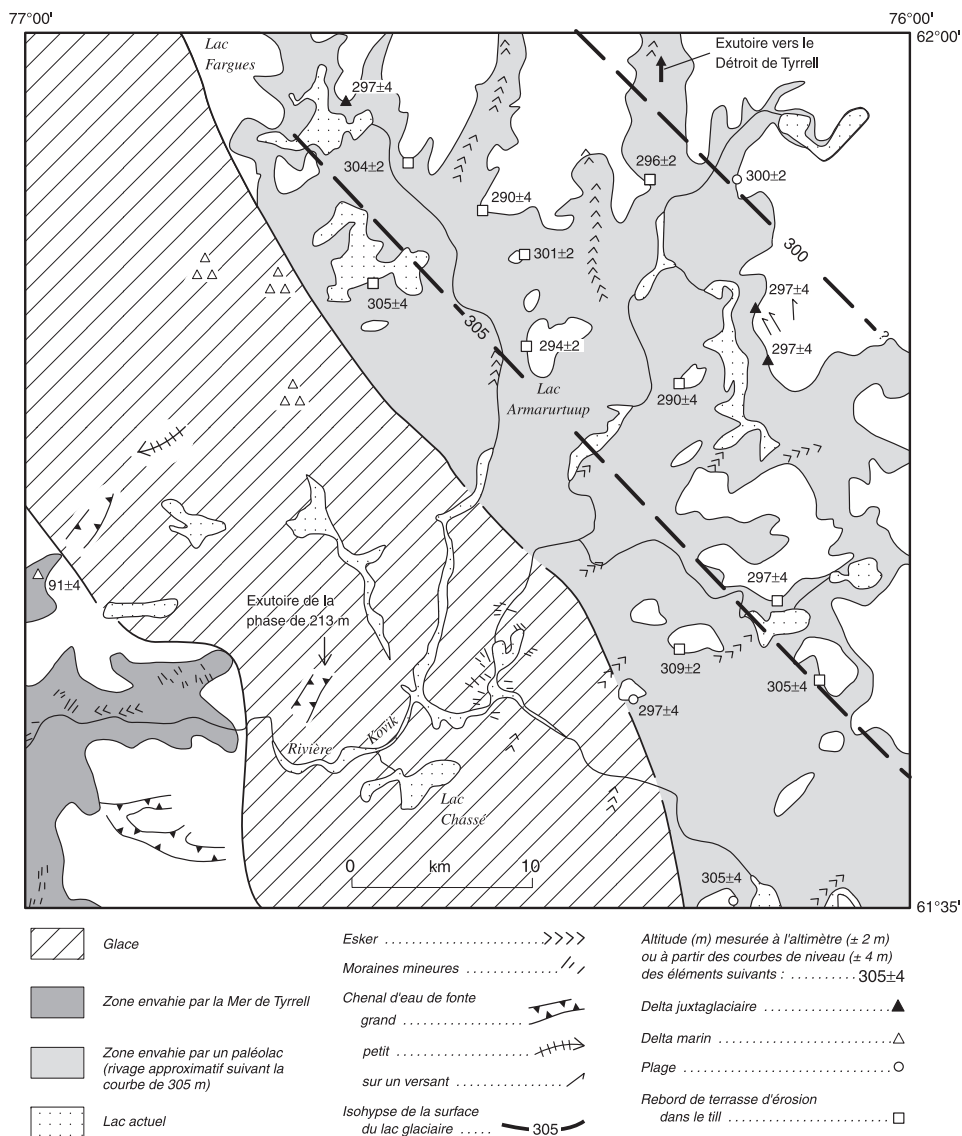 77°00'
76°00'
62°00'
Lac
Fargues
297±4
Exutoire vers le
Détroit de Tyrrell
304±2
296±2
300±2
290±4
301±2
300
305±4
297±4
305
294±2
297±4
?
Lac
Armarurtuup
290±4
91±4
Exutoire de la
phase de 213 m
297±4
309±2
305±4
297±4
Rivière
Kovik
Lac
Chassé
0 km 10
305±4
61°35'
Glace
Zone envahie par la Mer de Tyrrell
Zone envahie par un paléolac
(rivage approximatif suivant la
courbe de 305 m)
Lac actuel
Esker
Moraines mineures
Chenal d'eau de fonte
grand
petit
sur un versant
Isohypse de la surface
du lac glaciaire ..... 305
Altitude (m) mesurée à l'altimètre (± 2 m)
ou à partir des courbes de niveau (± 4 m)
des éléments suivants : ......... 305±4
Delta juxtaglaciaire
Delta marin
Plage
Rebord de terrasse d'érosion
dans le till